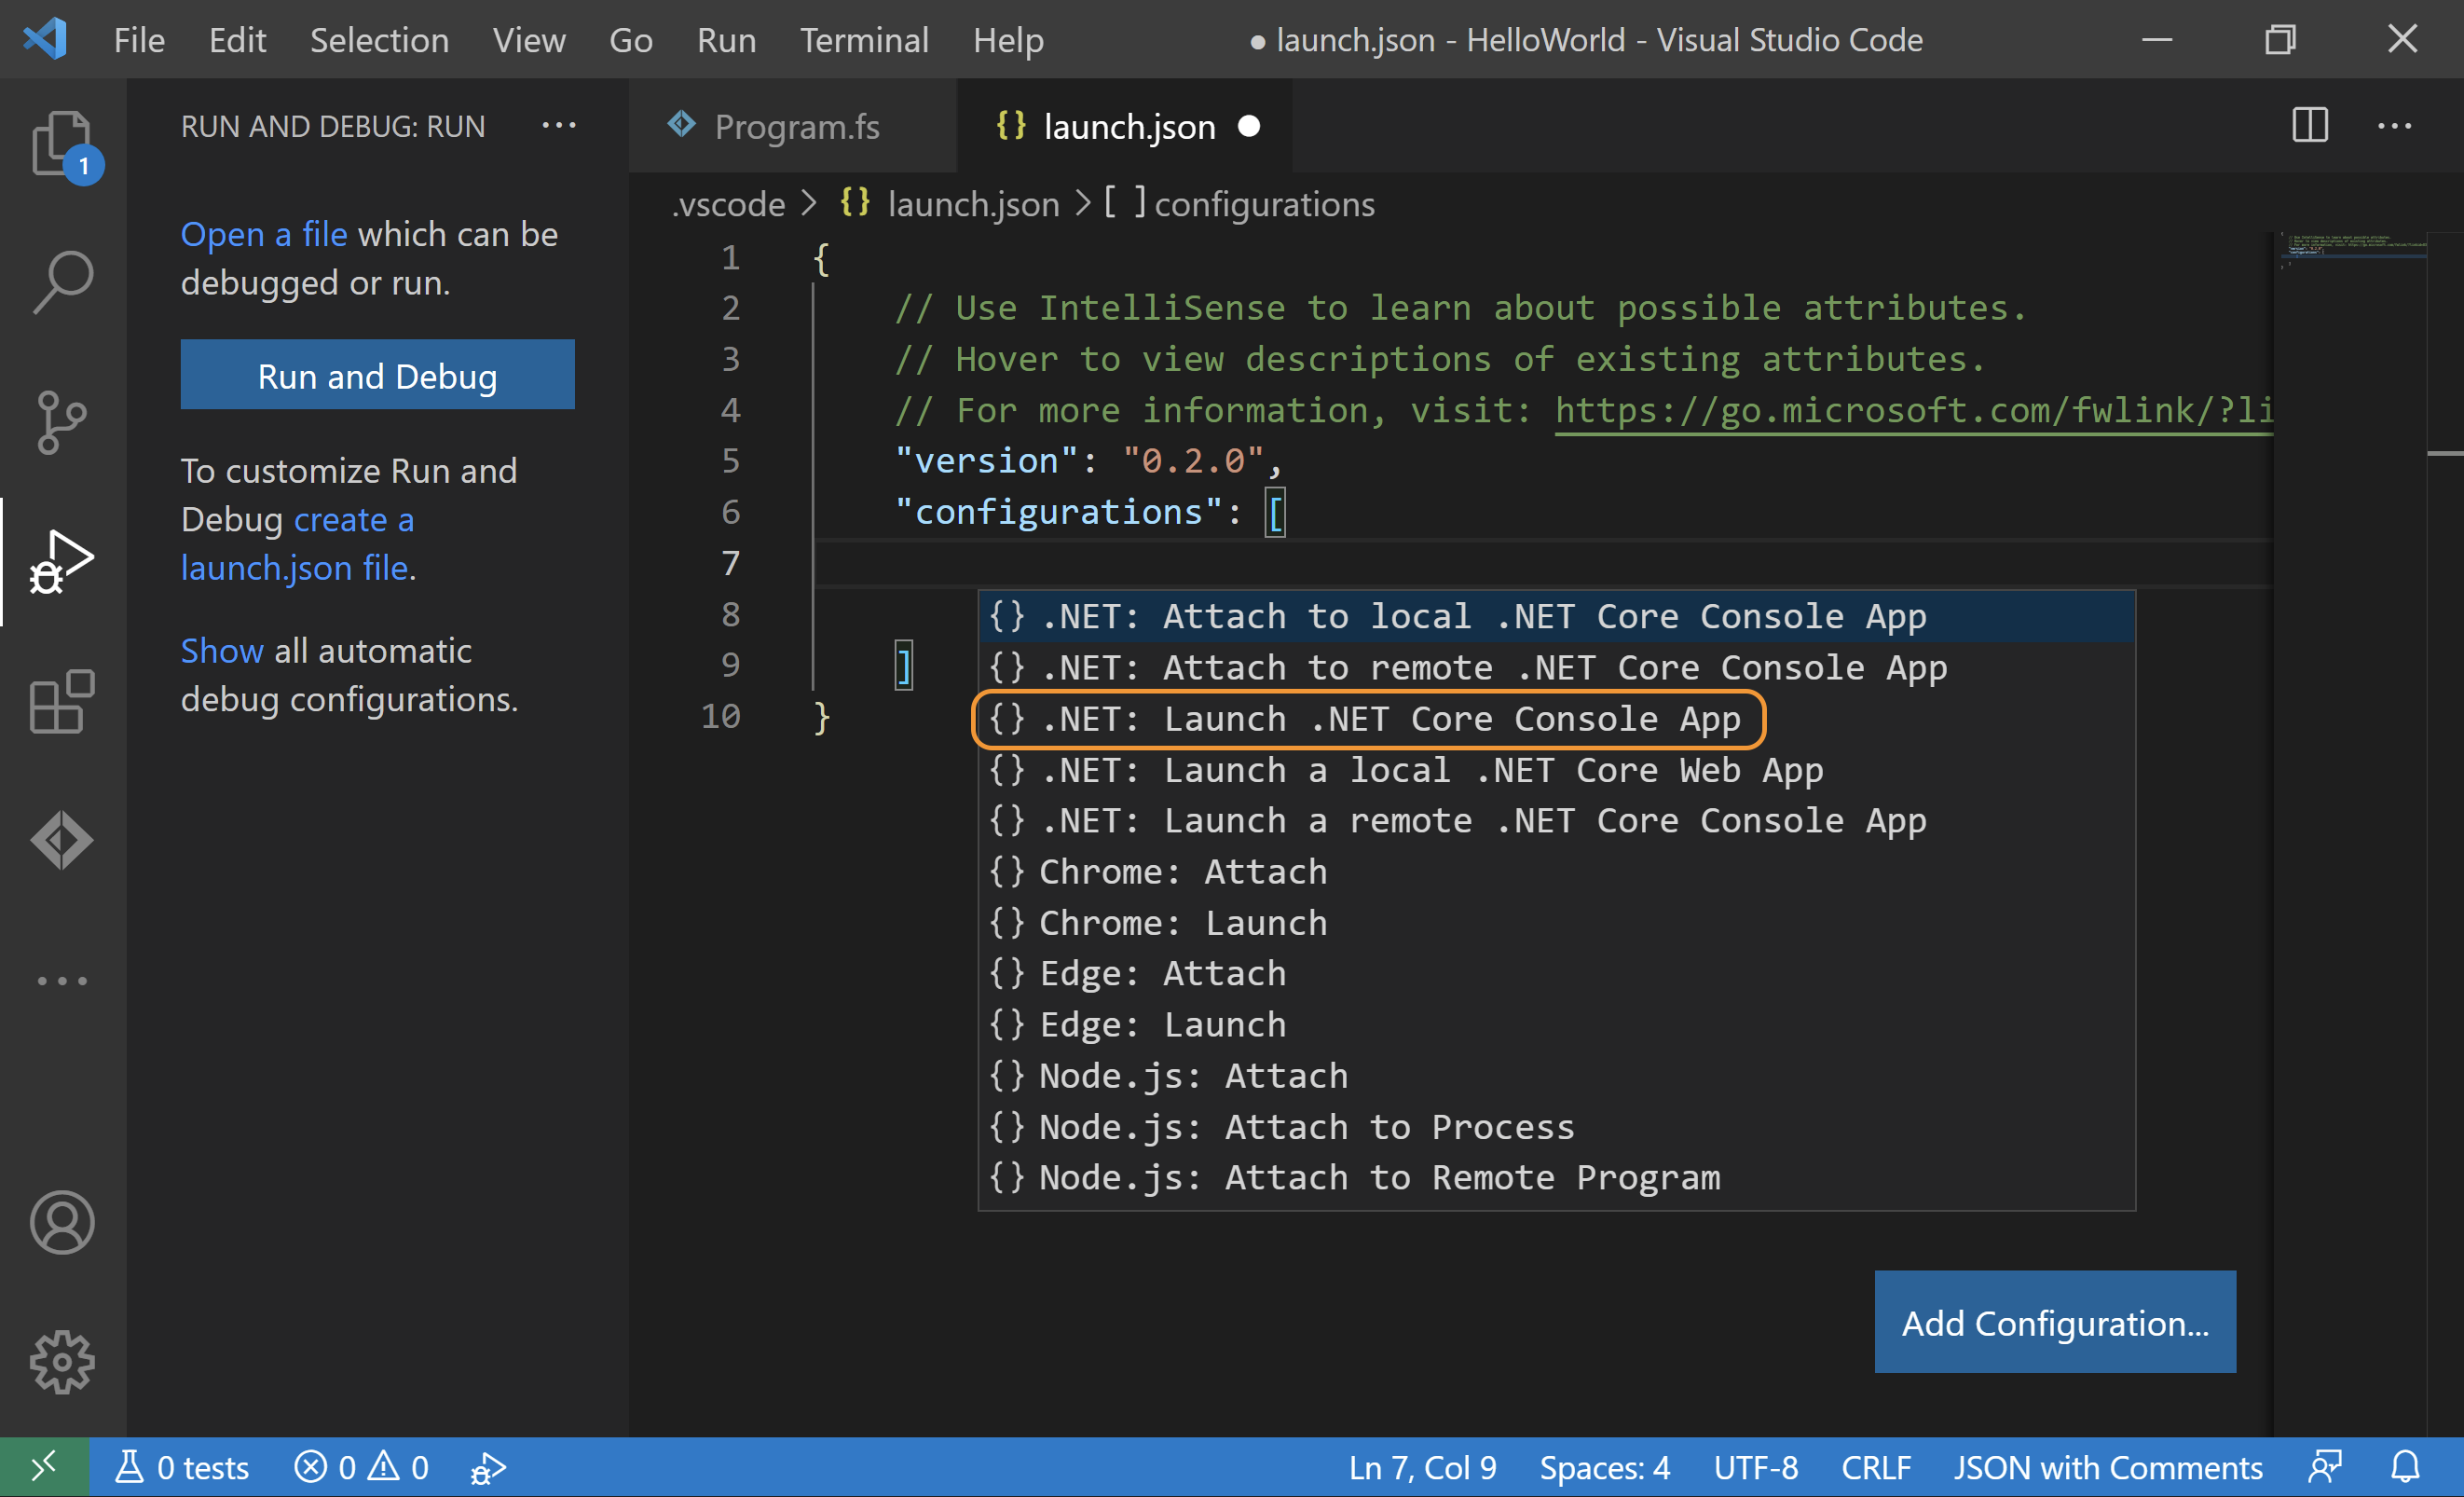 File Edit Selection View Go Run Terminal Help
● launch.json - HelloWorld - Visual Studio Code
1
RUN AND DEBUG: RUN ···
Open a file which can be
debugged or run.
Run and Debug
To customize Run and
Debug create a
launch.json file.
Show all automatic
debug configurations.
Program.fs
{} launch.json ●
.vscode > {} launch.json > [ ] configurations
1 {
2 // Use IntelliSense to learn about possible attributes.
3 // Hover to view descriptions of existing attributes.
4 // For more information, visit: https://go.microsoft.com/fwlink/?li
5 "version": "0.2.0",
6 "configurations": [
7
8
9 ]
10 }
{} .NET: Attach to local .NET Core Console App
{} .NET: Attach to remote .NET Core Console App
{} .NET: Launch .NET Core Console App
{} .NET: Launch a local .NET Core Web App
{} .NET: Launch a remote .NET Core Console App
{} Chrome: Attach
{} Chrome: Launch
{} Edge: Attach
{} Edge: Launch
{} Node.js: Attach
{} Node.js: Attach to Process
{} Node.js: Attach to Remote Program
Add Configuration...
0 tests 0 0 Ln 7, Col 9 Spaces: 4 UTF-8 CRLF JSON with Comments